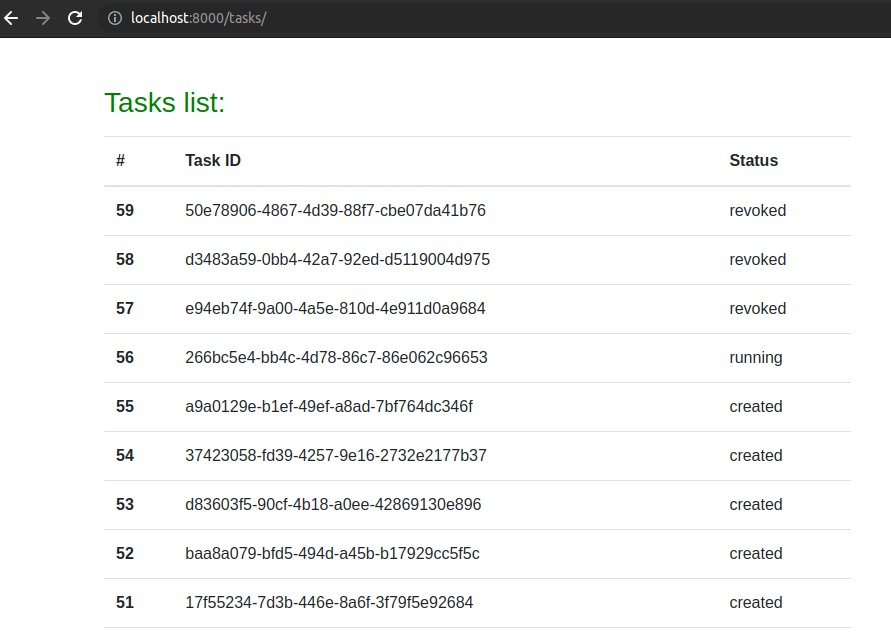 localhost:8000/tasks/
Tasks list:
# Task ID Status
59 50e78906-4867-4d39-88f7-cbe07da41b76 revoked
58 d3483a59-0bb4-42a7-92ed-d5119004d975 revoked
57 e94eb74f-9a00-4a5e-810d-4e911d0a9684 revoked
56 266bc5e4-bb4c-4d78-86c7-86e062c96653 running
55 a9a0129e-b1ef-49ef-a8ad-7bf764dc346f created
54 37423058-fd39-4257-9e16-2732e2177b37 created
53 d83603f5-90cf-4b18-a0ee-42869130e896 created
52 baa8a079-bfd5-494d-a45b-b17929cc5f5c created
51 17f55234-7d3b-446e-8a6f-3f79f5e92684 created